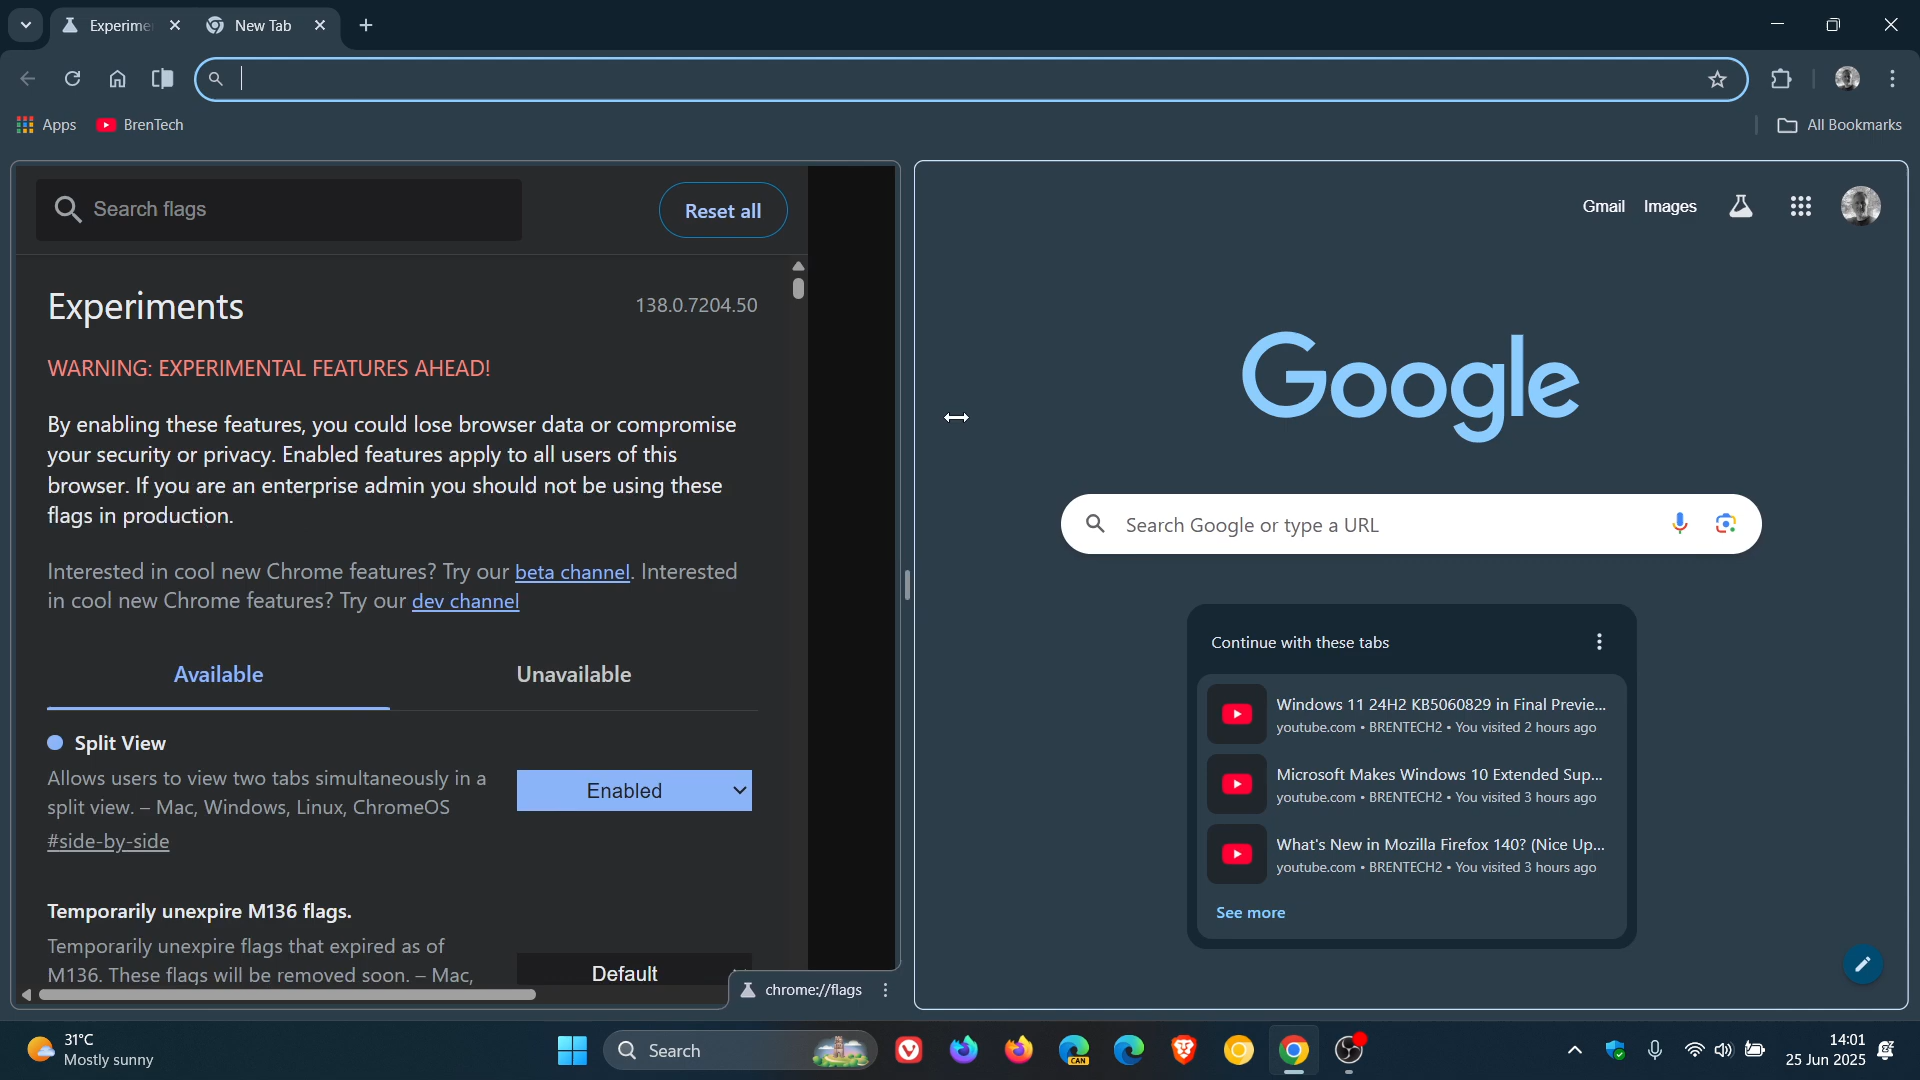 Experime
New Tab
Apps
BrenTech
All Bookmarks
Search flags
Reset all
Experiments
138.0.7204.50
WARNING: EXPERIMENTAL FEATURES AHEAD!
By enabling these features, you could lose browser data or compromise
your security or privacy. Enabled features apply to all users of this
browser. If you are an enterprise admin you should not be using these
flags in production.
Interested in cool new Chrome features? Try our beta channel. Interested
in cool new Chrome features? Try our dev channel
Available
Unavailable
Split View
Allows users to view two tabs simultaneously in a
split view. – Mac, Windows, Linux, ChromeOS
#side-by-side
Enabled
Temporarily unexpire M136 flags.
Temporarily unexpire flags that expired as of
M136. These flags will be removed soon. – Mac,
Default
chrome://flags
Gmail
Images
Google
Search Google or type a URL
Continue with these tabs
Windows 11 24H2 KB5060829 in Final Previe...
youtube.com • BRENTECH2 • You visited 2 hours ago
Microsoft Makes Windows 10 Extended Sup...
youtube.com • BRENTECH2 • You visited 3 hours ago
What's New in Mozilla Firefox 140? (Nice Up...
youtube.com • BRENTECH2 • You visited 3 hours ago
See more
31°C
Mostly sunny
Search
CAN
14:01
25 Jun 2025